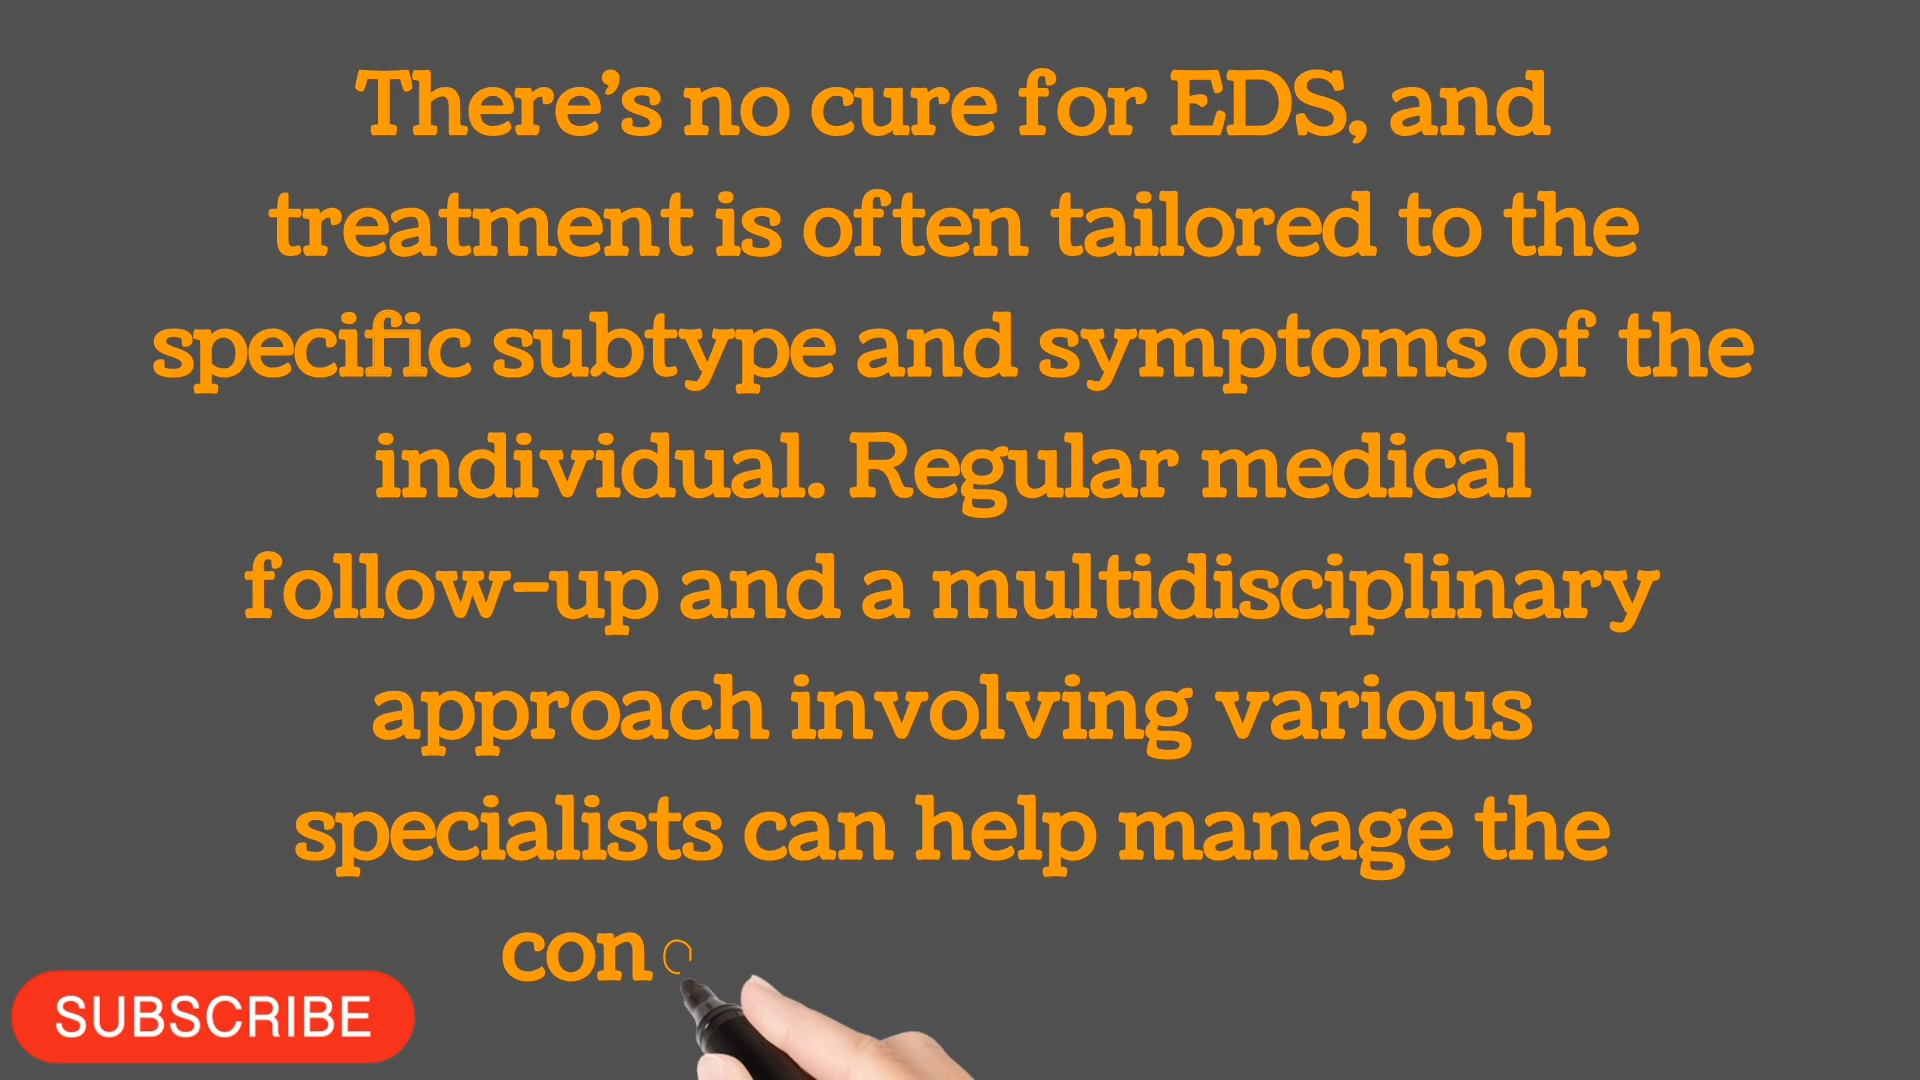 There's no cure for EDS, and
treatment is often tailored to the
specific subtype and symptoms of the
individual. Regular medical
follow-up and a multidisciplinary
approach involving various
specialists can help manage the
con
SUBSCRIBE